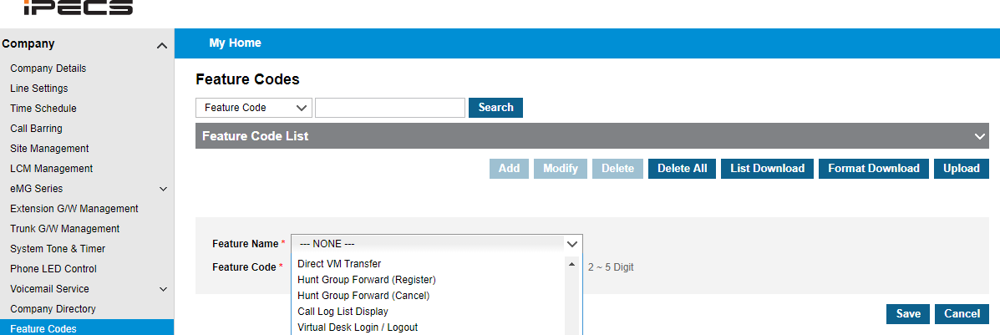 iPECS
Company
My Home
Company Details
Line Settings
Time Schedule
Call Barring
Site Management
LCM Management
eMG Series
Extension G/W Management
Trunk G/W Management
System Tone & Timer
Phone LED Control
Voicemail Service
Company Directory
Feature Codes
Feature Codes
Feature Code Search
Feature Code List
Add Modify Delete Delete All List Download Format Download Upload
Feature Name * --- NONE ---
Feature Code * 2 ~ 5 Digit
Direct VM Transfer
Hunt Group Forward (Register)
Hunt Group Forward (Cancel)
Call Log List Display
Virtual Desk Login / Logout
Save Cancel